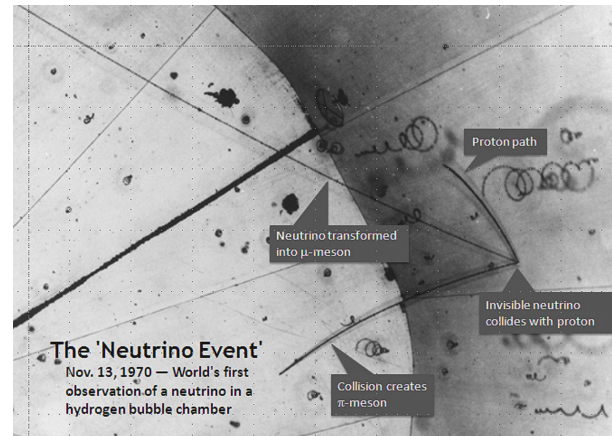 Proton path
Neutrino transformed
into μ-meson
Invisible neutrino
collides with proton
The 'Neutrino Event'
Nov. 13, 1970 — World's first
observation of a neutrino in a
hydrogen bubble chamber
Collision creates
π-meson